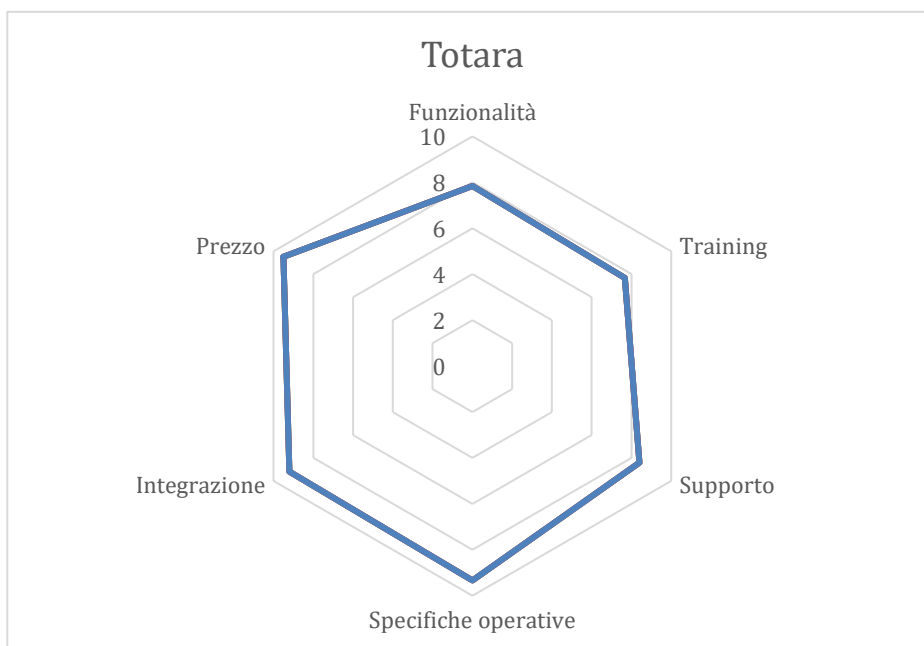 Totara
Funzionalità
10
8
Prezzo
Training
6
4
2
0
Integrazione
Supporto
Specifiche operative